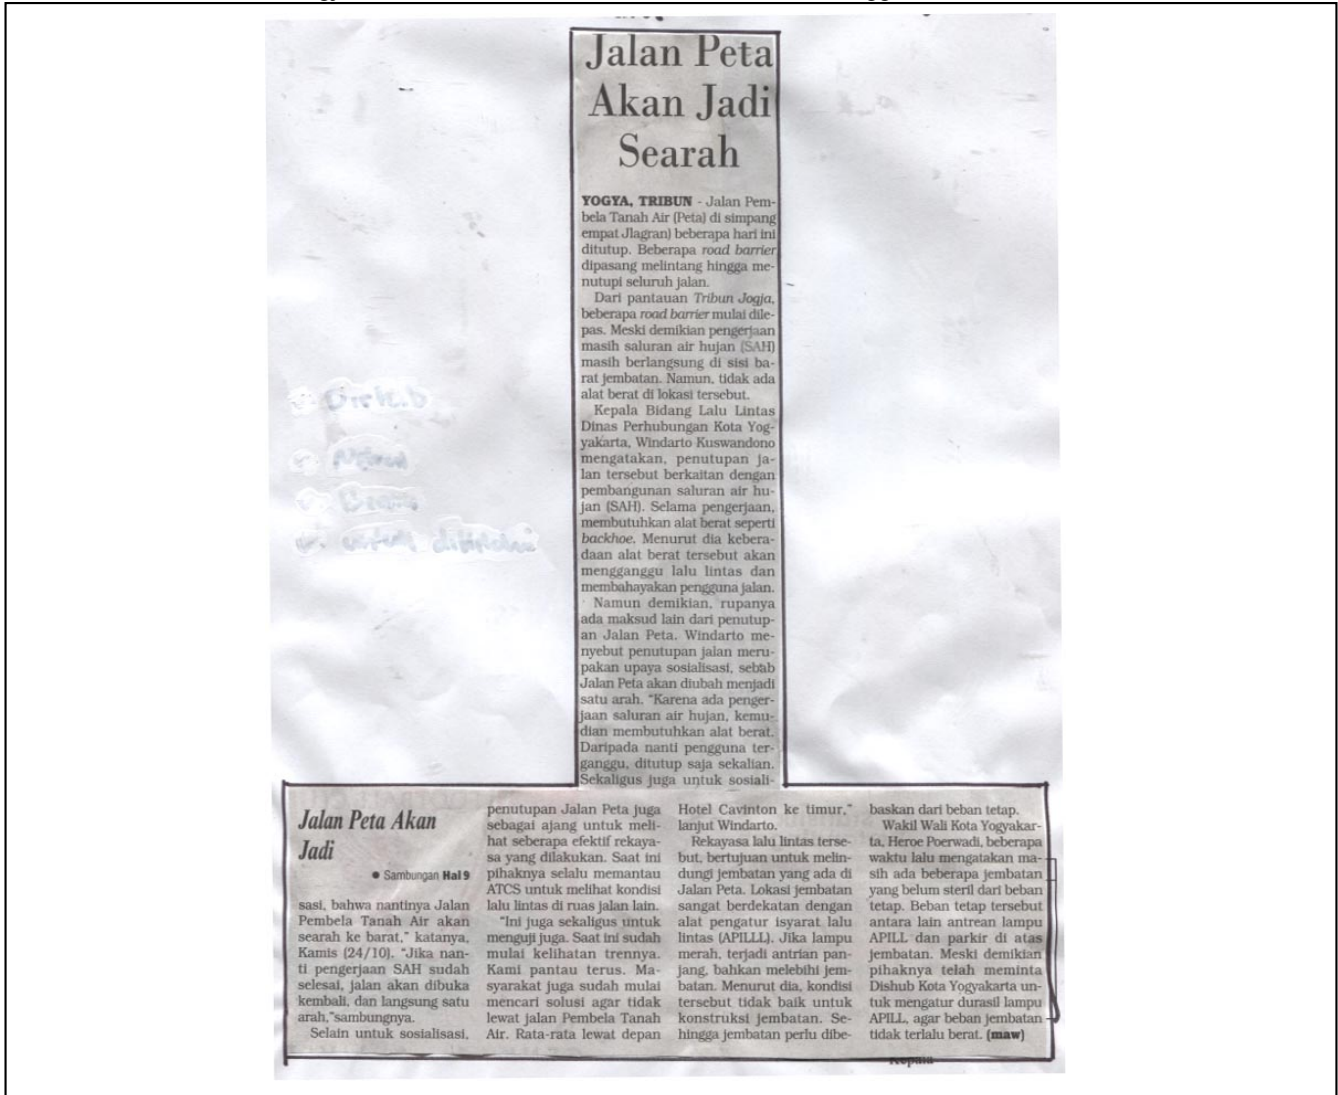 Jalan Peta
Akan Jadi
Searah
YOGYA, TRIBUN - Jalan Pem-
bela Tanah Air (Peta) di simpang
empat Jlagran) beberapa hari ini
ditutup. Beberapa road barrier
dipasang melintang hingga me-
nutupi seluruh jalan.
Dari pantauan Tribun Jogja,
beberapa road barrier mulai dile-
pas. Meski demikian pengerjaan
masih saluran air hujan (SAH)
masih berlangsung di sisi ba-
rat jembatan. Namun, tidak ada
alat berat di lokasi tersebut.
Kepala Bidang Lalu Lintas
Dinas Perhubungan Kota Yog-
yakarta, Windarto Kuswandono
mengatakan, penutupan ja-
lan tersebut berkaitan dengan
pembangunan saluran air hu-
jan (SAH). Selama pengerjaan,
membutuhkan alat berat seperti
backhoe. Menurut dia kebera-
daan alat berat tersebut akan
mengganggu lalu lintas dan
membahayakan pengguna jalan.
Namun demikian, rupanya
ada maksud lain dari penutup-
an Jalan Peta. Windarto me-
nyebut penutupan jalan meru-
pakan upaya sosialisasi, sebab
Jalan Peta akan diubah menjadi
satu arah. "Karena ada penger-
jaan saluran air hujan, kemu-
dian membutuhkan alat berat.
Daripada nanti pengguna ter-
ganggu, ditutup saja sekalian.
Sekaligus juga untuk sosiali-
Jalan Peta Akan
Jadi
● Sambungan Hal 9
sasi, bahwa nantinya Jalan
Pembela Tanah Air akan
searah ke barat," katanya,
Kamis (24/10). "Jika nan-
ti pengerjaan SAH sudah
selesai, jalan akan dibuka
kembali, dan langsung satu
arah,"sambungnya.
Selain untuk sosialisasi,
penutupan Jalan Peta juga
sebagai ajang untuk meli-
hat seberapa efektif rekaya-
sa yang dilakukan. Saat ini
pihaknya selalu memantau
ATCS untuk melihat kondisi
lalu lintas di ruas jalan lain.
"Ini juga sekaligus untuk
menguji juga. Saat ini sudah
mulai kelihatan trennya.
Kami pantau terus. Ma-
syarakat juga sudah mulai
mencari solusi agar tidak
lewat jalan Pembela Tanah
Air. Rata-rata lewat depan
Hotel Cavinton ke timur,"
lanjut Windarto.
Rekayasa lalu lintas terse-
but, bertujuan untuk melin-
dungi jembatan yang ada di
Jalan Peta. Lokasi jembatan
sangat berdekatan dengan
alat pengatur isyarat lalu
lintas (APILLL). Jika lampu
merah, terjadi antrian pan-
jang, bahkan melebihi jem-
batan. Menurut dia, kondisi
tersebut tidak baik untuk
konstruksi jembatan. Se-
hingga jembatan perlu dibe-
baskan dari beban tetap.
Wakil Wali Kota Yogyakar-
ta, Heroe Poerwadi, beberapa
waktu lalu mengatakan ma-
sih ada beberapa jembatan
yang belum steril dari beban
tetap. Beban tetap tersebut
antara lain antrean lampu
APILL dan parkir di atas
jembatan. Meski demikian
pihaknya telah meminta
Dishub Kota Yogyakarta un-
tuk mengatur durasil lampu
APILL, agar beban jembatan
tidak terlalu berat. (maw)
Kepala